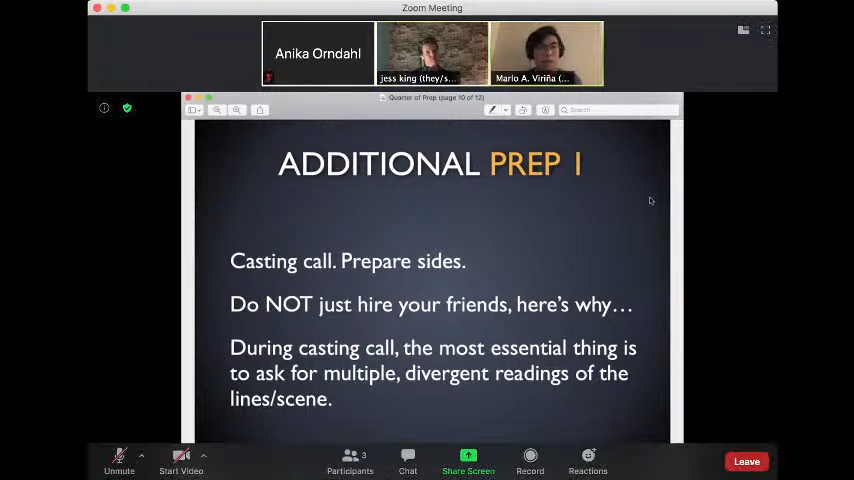 Zoom Meeting
Anika Orndahl
jess king (they/s...
Marlo A. Viriña (...
Quarter of Prep (page 10 of 12)
Search
ADDITIONAL PREP I
Casting call. Prepare sides.
Do NOT just hire your friends, here's why…
During casting call, the most essential thing is
to ask for multiple, divergent readings of the
lines/scene.
3
Unmute
Start Video
Participants
Chat
Share Screen
Record
Reactions
Leave